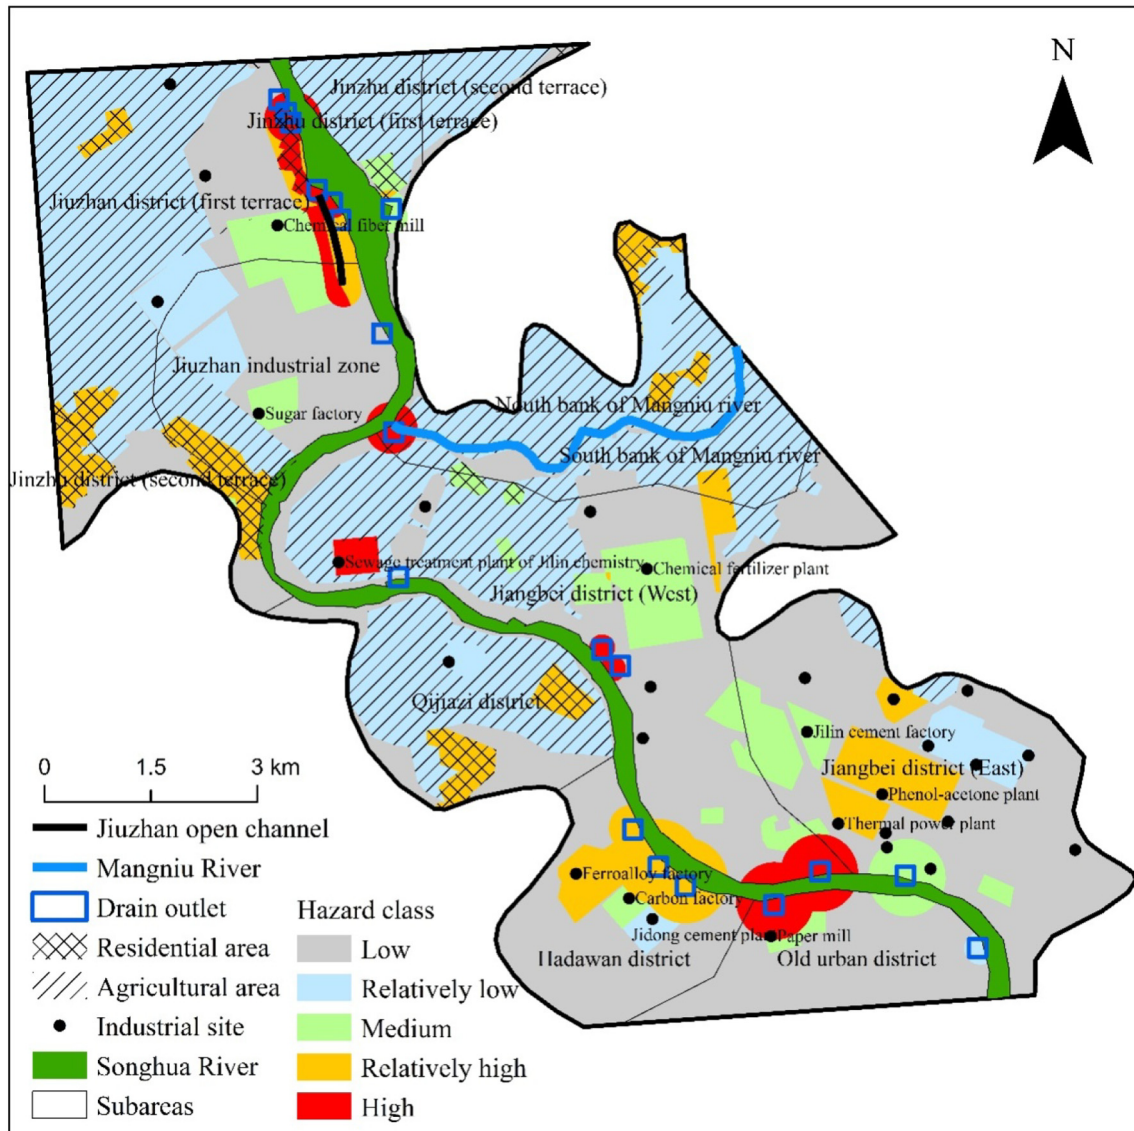 N
Jinzhu district (second terrace)
Jinzhu district (first terrace)
Jiuzhan district (first terrace)
Chemical fiber mill
Jiuzhan industrial zone
Sugar factory
Nouth bank of Mangniu river
South bank of Mangniu river
Jinzhu district (second terrace)
Sewage treatment plant of Jilin chemistry
Chemical fertilizer plant
Jiangbei district (West)
Qijiazi district
Jilin cement factory
Jiangbei district (East)
Phenol-acetone plant
Thermal power plant
Ferroalloy factory
Carbon factory
Jidong cement plant
Paper mill
Hadawan district
Old urban district
0 1.5 3 km
Jiuzhan open channel
Mangniu River
Drain outlet
Residential area
Agricultural area
Industrial site
Songhua River
Subareas
Hazard class
Low
Relatively low
Medium
Relatively high
High